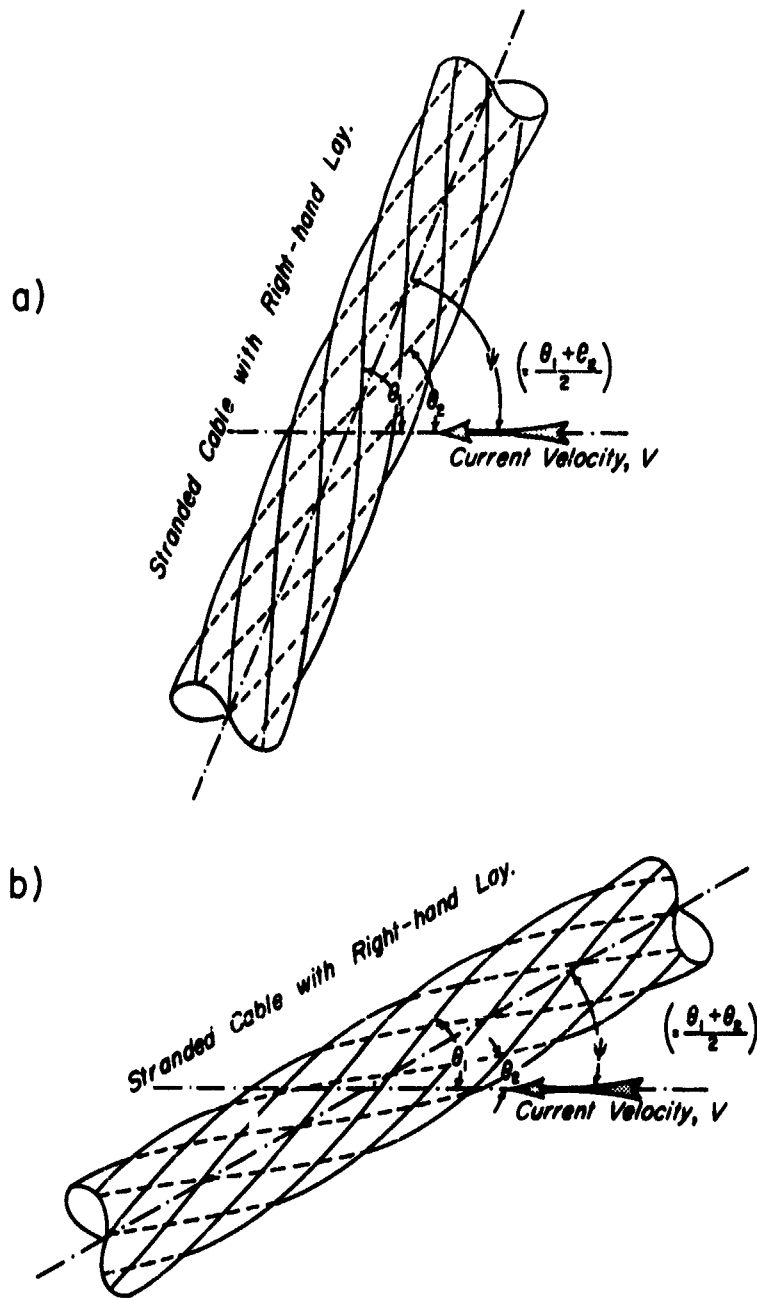 a)
Stranded Cable with Right-hand Lay.
ψ
(= θ₁ + θ₂ / 2)
θ₁
θ₂
Current Velocity, V
b)
Stranded Cable with Right-hand Lay.
ψ
(= θ₁ + θ₂ / 2)
θ₁
θ₂
Current Velocity, V